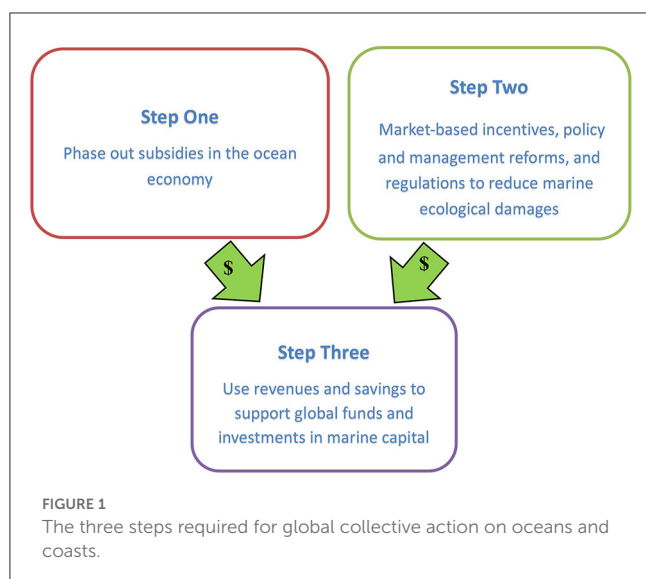 Step One
Phase out subsidies in the ocean
economy
Step Two
Market-based incentives, policy
and management reforms, and
regulations to reduce marine
ecological damages
$
$
Step Three
Use revenues and savings to
support global funds and
investments in marine capital
FIGURE 1
The three steps required for global collective action on oceans and
coasts.